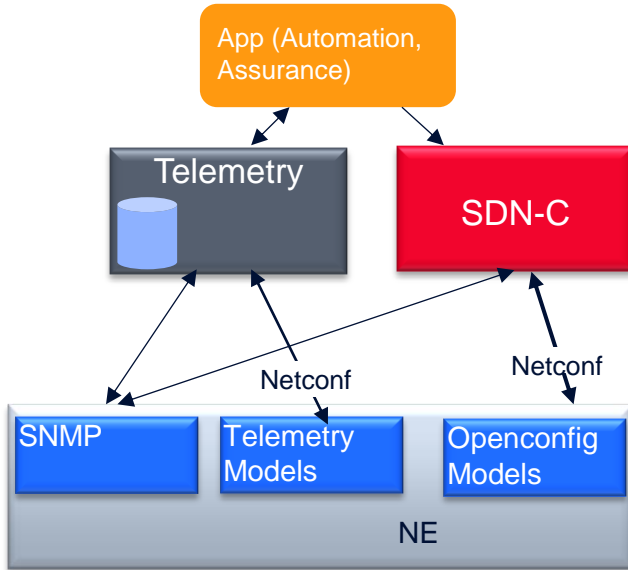 App (Automation,
Assurance)
Telemetry
SDN-C
Netconf
Netconf
SNMP
Telemetry
Models
Openconfig
Models
NE